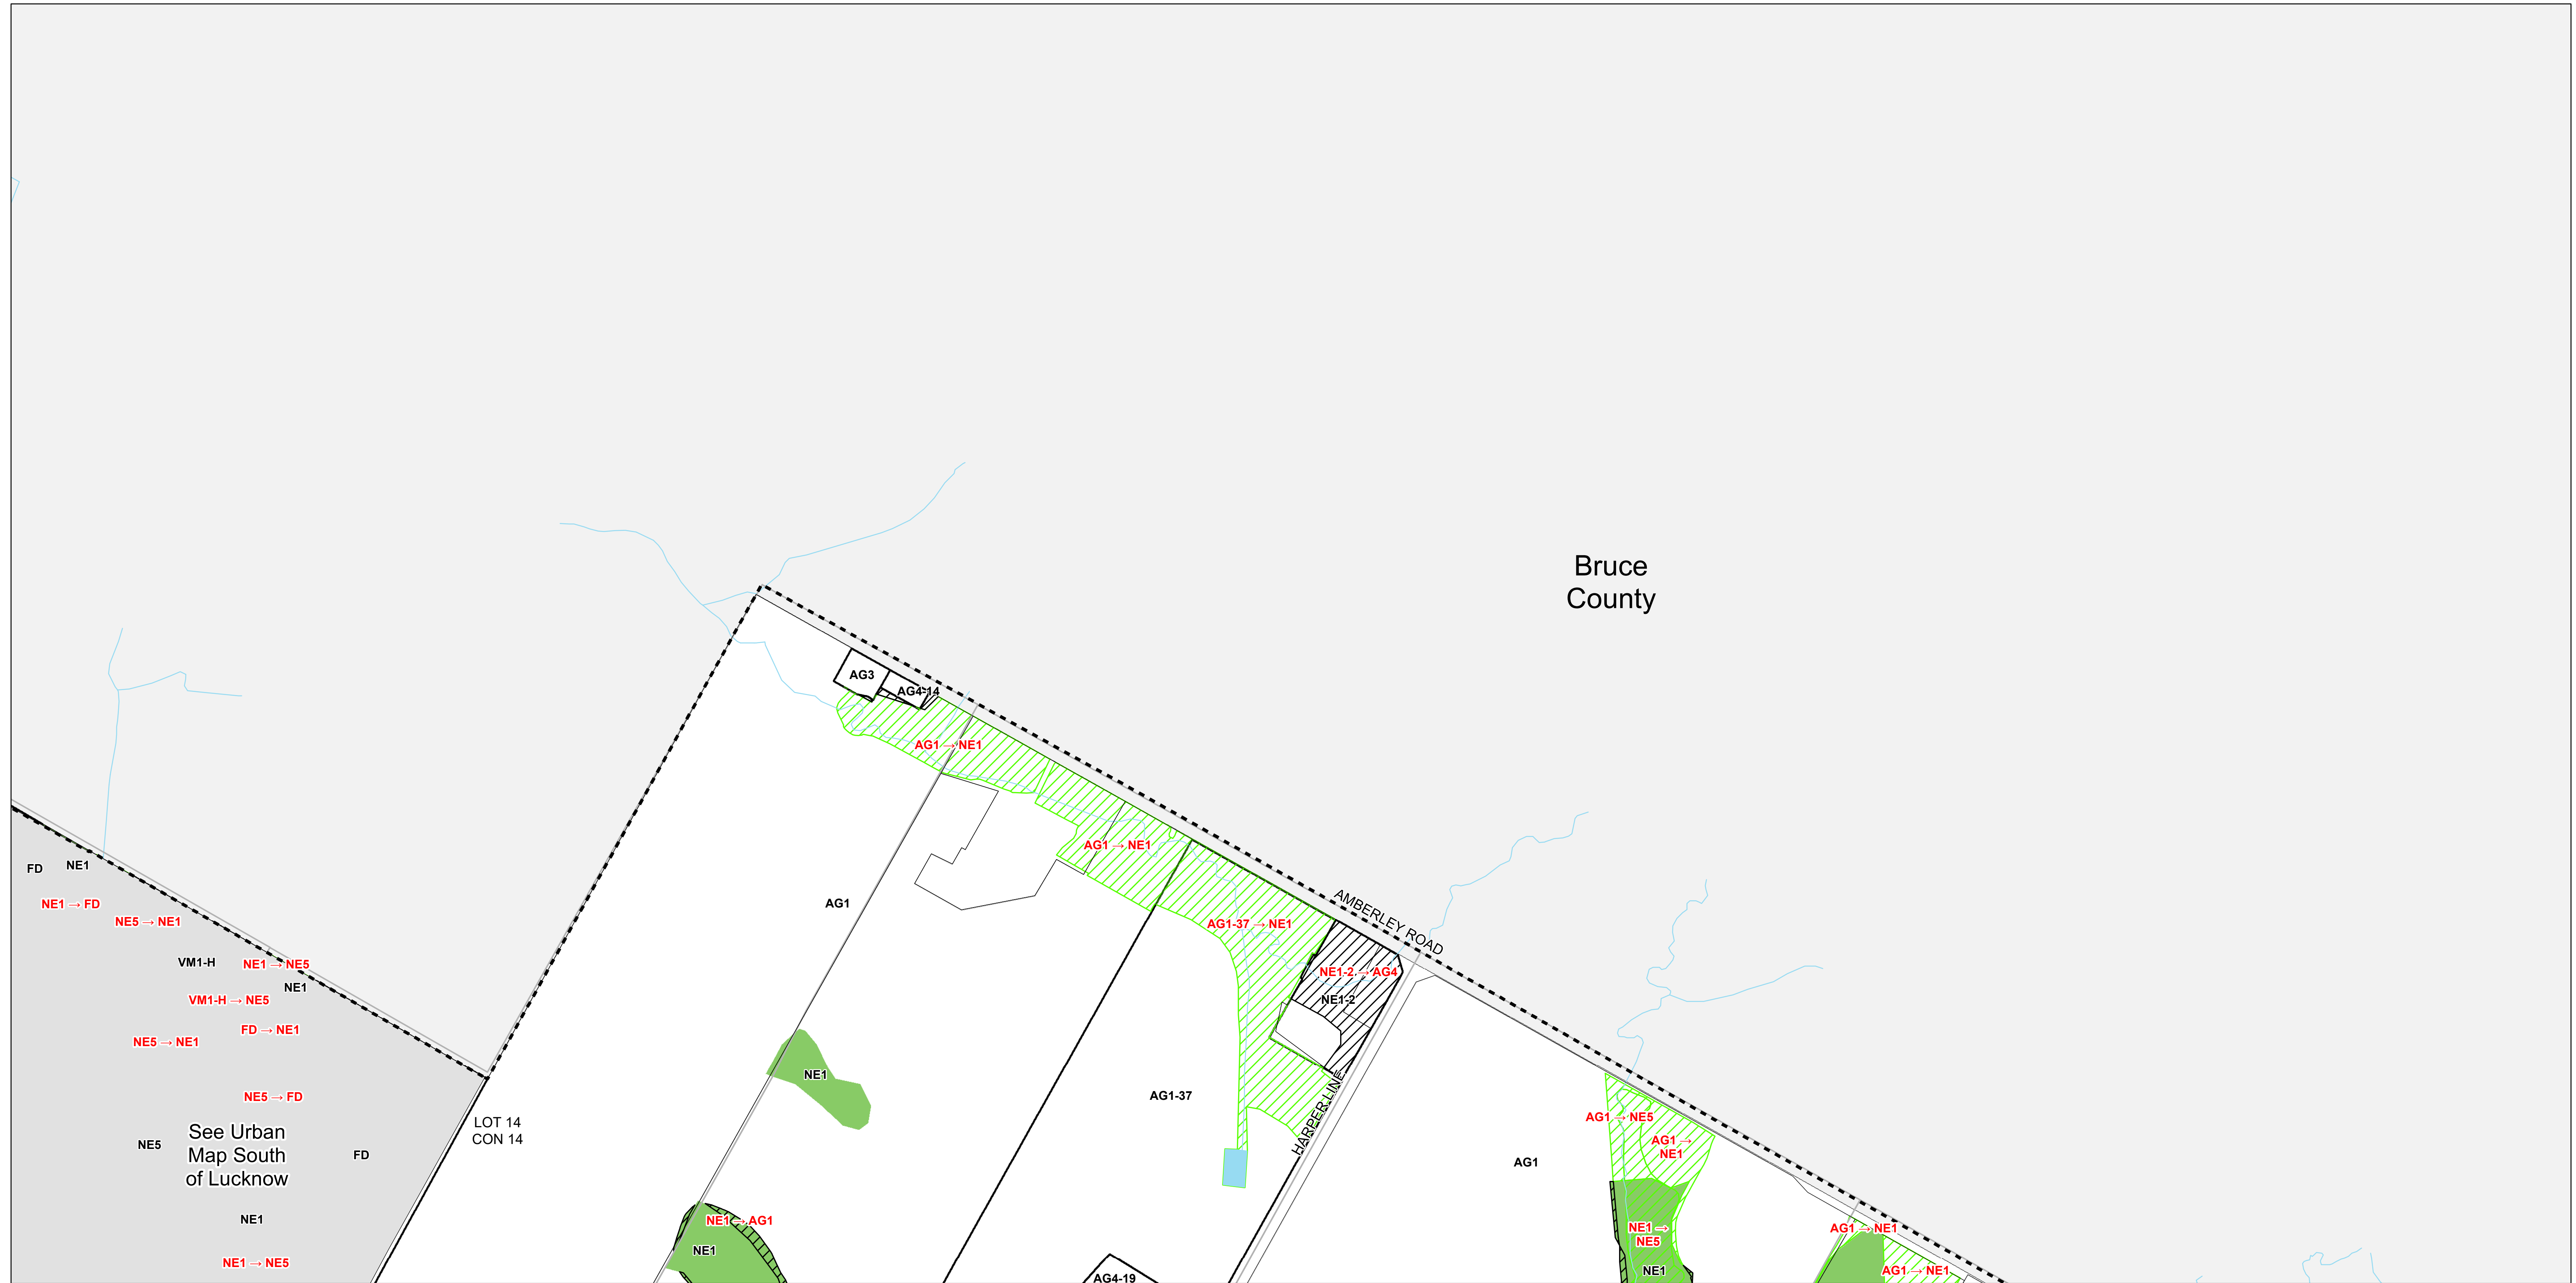 Bruce
County
AG3
AG4-14
AG1 → NE1
AG1 → NE1
FD
NE1
NE1 → FD
NE5 → NE1
AG1
AG1-37 → NE1
AMBERLEY ROAD
VM1-H
NE1 → NE5
NE1-2 → AG4
NE1
NE1-2
VM1-H → NE5
FD → NE1
NE5 → NE1
NE1
NE5 → FD
AG1-37
HARPER LINE
AG1 → NE5
LOT 14
CON 14
See Urban
Map South
of Lucknow
NE5
FD
AG1 →
NE1
AG1
NE1
NE1 → AG1
NE1 →
NE5
AG1 → NE1
NE1
NE1 → NE5
NE1
AG1 → NE1
AG4-19